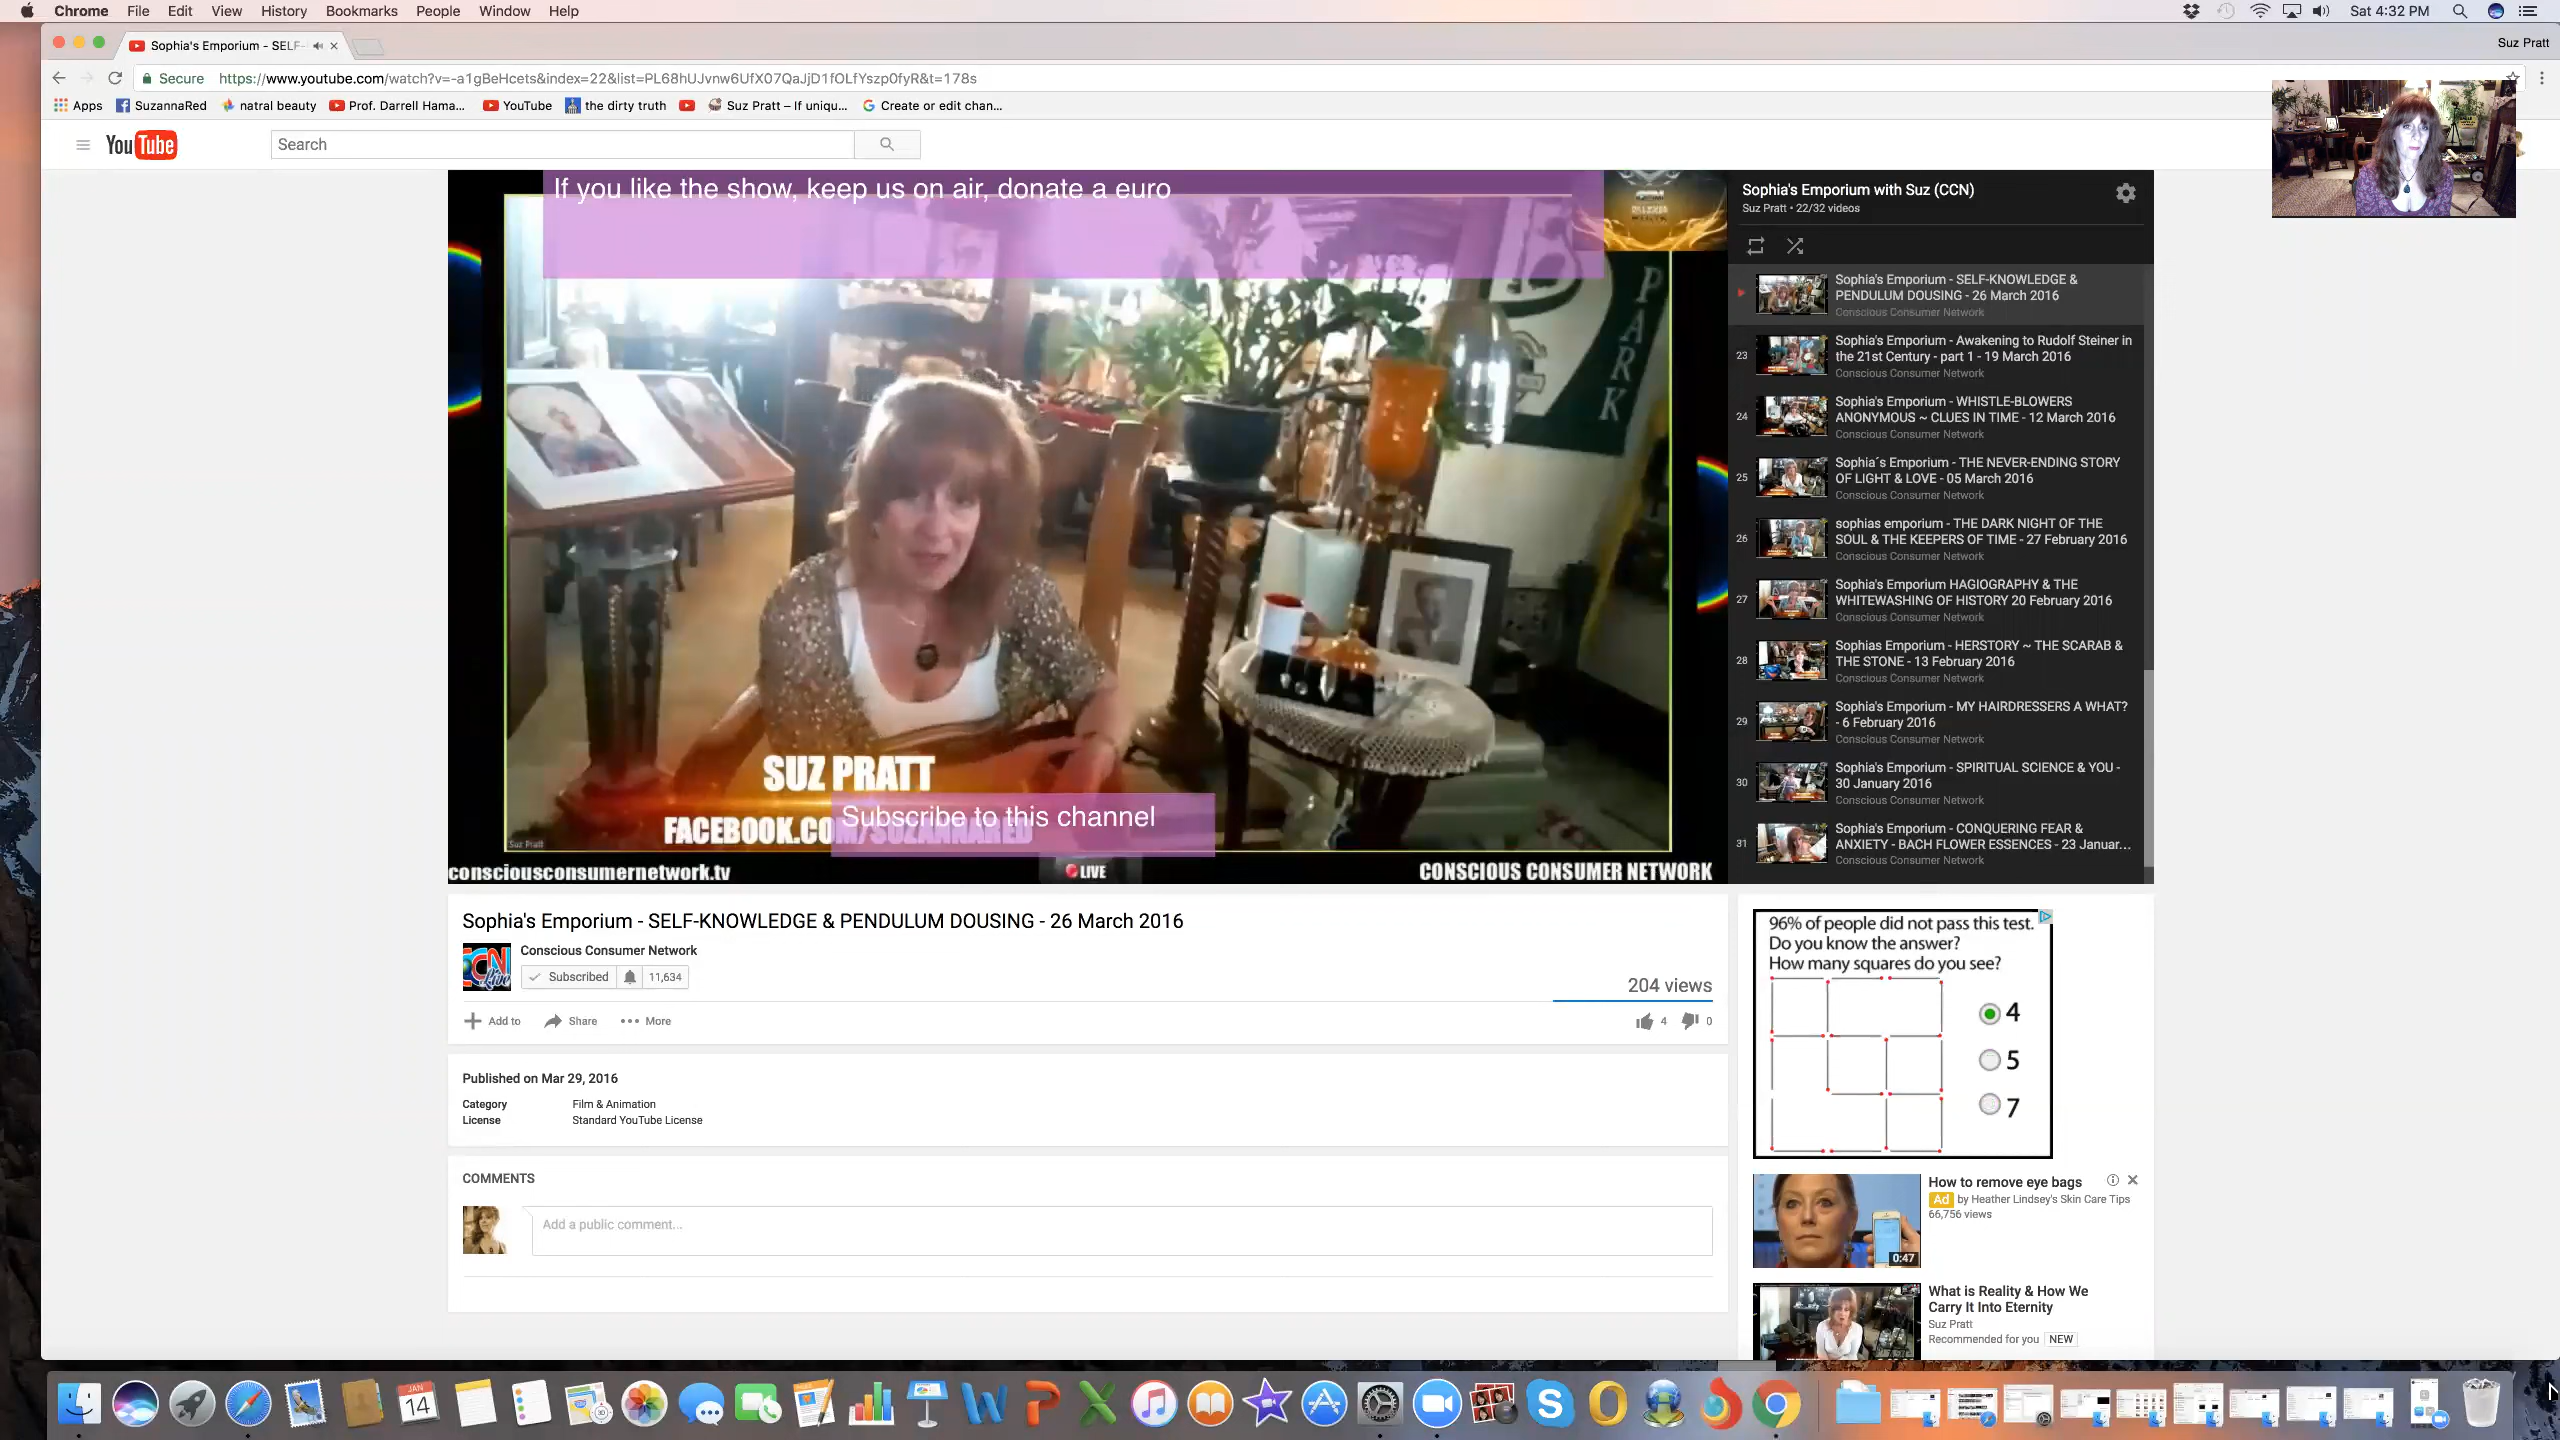 Chrome File Edit View History Bookmarks People Window Help
Sat 4:32 PM
Sophia's Emporium - SELF-
Suz Pratt
Secure https://www.youtube.com/watch?v=-a1gBeHcets&index=22&list=PL68hUJvnw6UfX07QaJjD1fOLfYszp0fyR&t=178s
Apps SuzannaRed natral beauty Prof. Darrell Hama... YouTube the dirty truth Suz Pratt – If uniqu... Create or edit chan...
YouTube
Search
If you like the show, keep us on air, donate a euro
PARK
SUZ PRATT
Subscribe to this channel
FACEBOOK.COM/SUZANNARED
Suz Pratt
consciousconsumernetwork.tv
LIVE
CONSCIOUS CONSUMER NETWORK
Sophia's Emporium with Suz (CCN)
Suz Pratt • 22/32 videos
Sophia's Emporium - SELF-KNOWLEDGE &
PENDULUM DOUSING - 26 March 2016
Conscious Consumer Network
23
Sophia's Emporium - Awakening to Rudolf Steiner in
the 21st Century - part 1 - 19 March 2016
Conscious Consumer Network
24
Sophia's Emporium - WHISTLE-BLOWERS
ANONYMOUS ~ CLUES IN TIME - 12 March 2016
Conscious Consumer Network
25
Sophia´s Emporium - THE NEVER-ENDING STORY
OF LIGHT & LOVE - 05 March 2016
Conscious Consumer Network
26
sophias emporium - THE DARK NIGHT OF THE
SOUL & THE KEEPERS OF TIME - 27 February 2016
Conscious Consumer Network
27
Sophia's Emporium HAGIOGRAPHY & THE
WHITEWASHING OF HISTORY 20 February 2016
Conscious Consumer Network
28
Sophias Emporium - HERSTORY ~ THE SCARAB &
THE STONE - 13 February 2016
Conscious Consumer Network
29
Sophia's Emporium - MY HAIRDRESSERS A WHAT?
- 6 February 2016
Conscious Consumer Network
30
Sophia's Emporium - SPIRITUAL SCIENCE & YOU -
30 January 2016
Conscious Consumer Network
31
Sophia's Emporium - CONQUERING FEAR &
ANXIETY - BACH FLOWER ESSENCES - 23 Januar...
Conscious Consumer Network
Sophia's Emporium - SELF-KNOWLEDGE & PENDULUM DOUSING - 26 March 2016
CCN Live
Conscious Consumer Network
Subscribed 11,634
204 views
Add to Share More
4 0
Published on Mar 29, 2016
Category Film & Animation
License Standard YouTube License
COMMENTS
Add a public comment...
96% of people did not pass this test.
Do you know the answer?
How many squares do you see?
4
5
7
How to remove eye bags
Ad by Heather Lindsey's Skin Care Tips
66,756 views
0:47
What is Reality & How We
Carry It Into Eternity
Suz Pratt
Recommended for you NEW
JAN
14